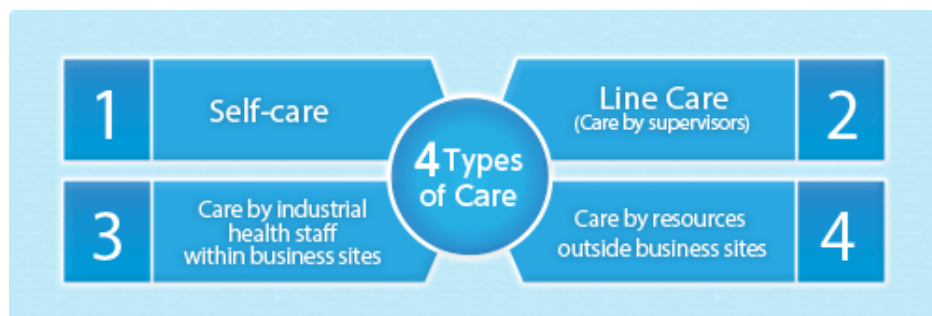 1
Self-care
Line Care
(Care by supervisors)
2
4 Types
of Care
3
Care by industrial
health staff
within business sites
Care by resources
outside business sites
4